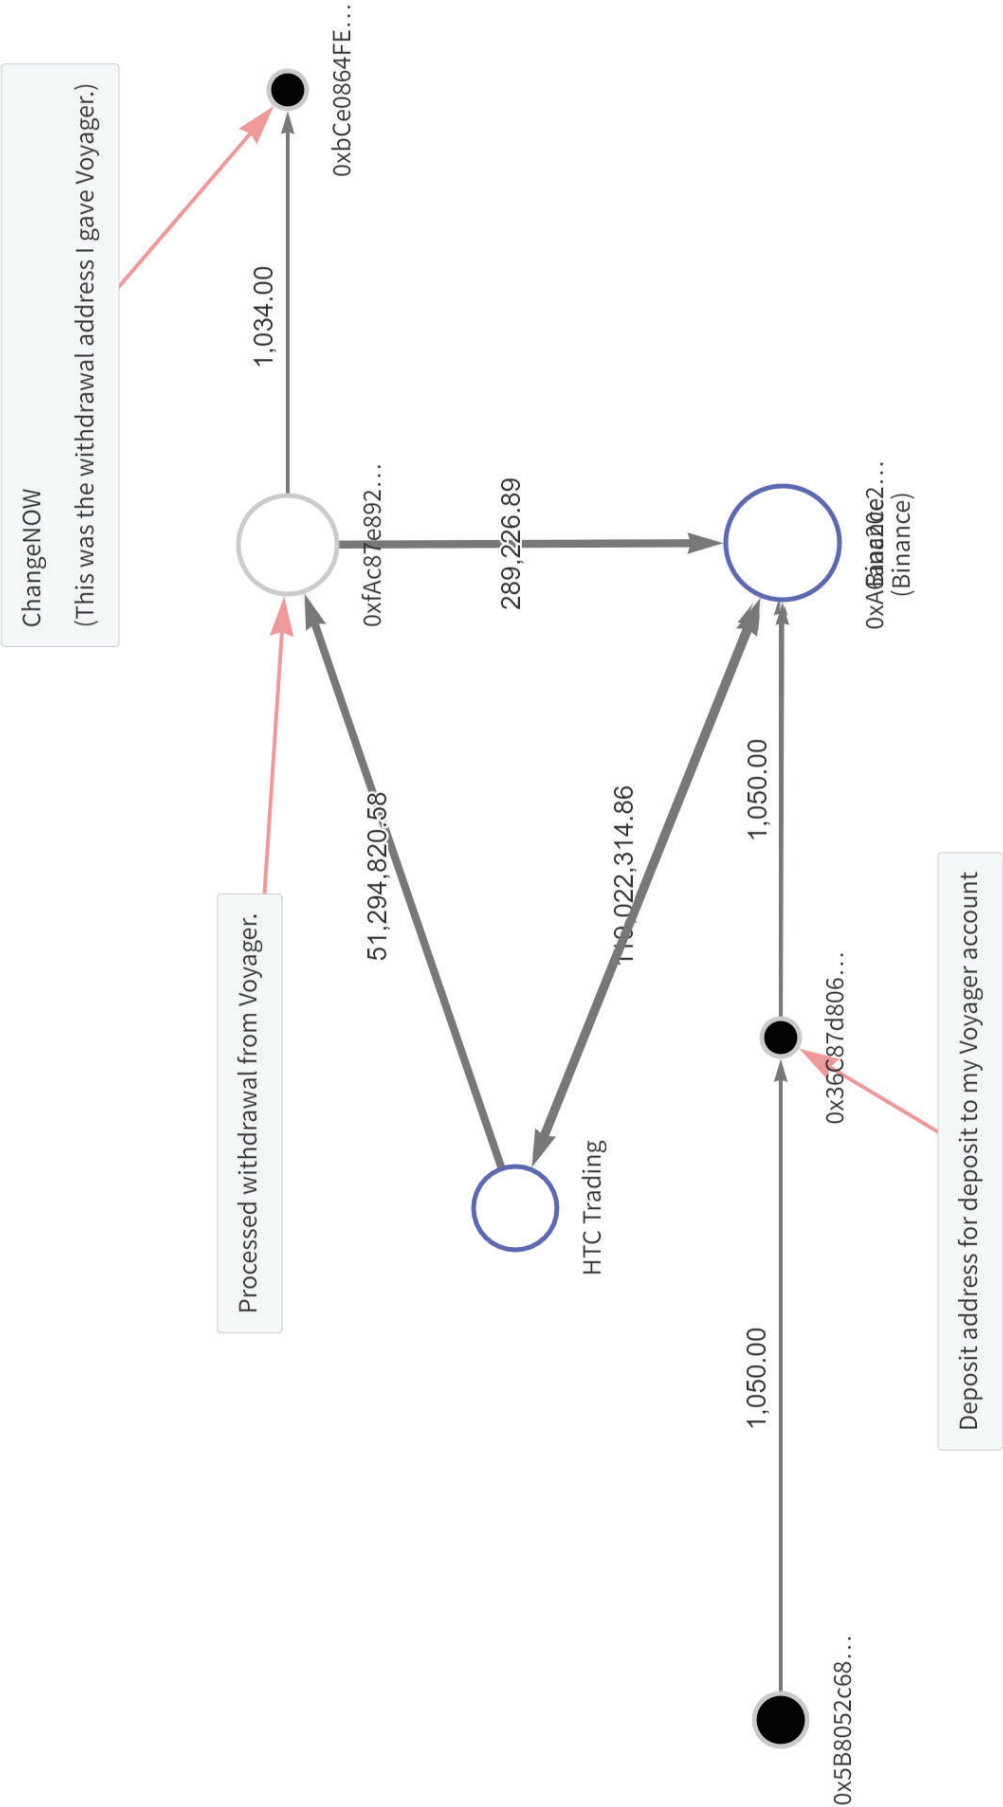 ChangeNOW
(This was the withdrawal address I gave Voyager.)
Processed withdrawal from Voyager.
1,034.00
0xbCe0864FE…
0xfAc87e892…
51,294,820.58
289,226.89
HTC Trading
1,050.00
1,050.00
0x5B8052c68…
0x36C87d806…
(Binance)
Deposit address for deposit to my Voyager account